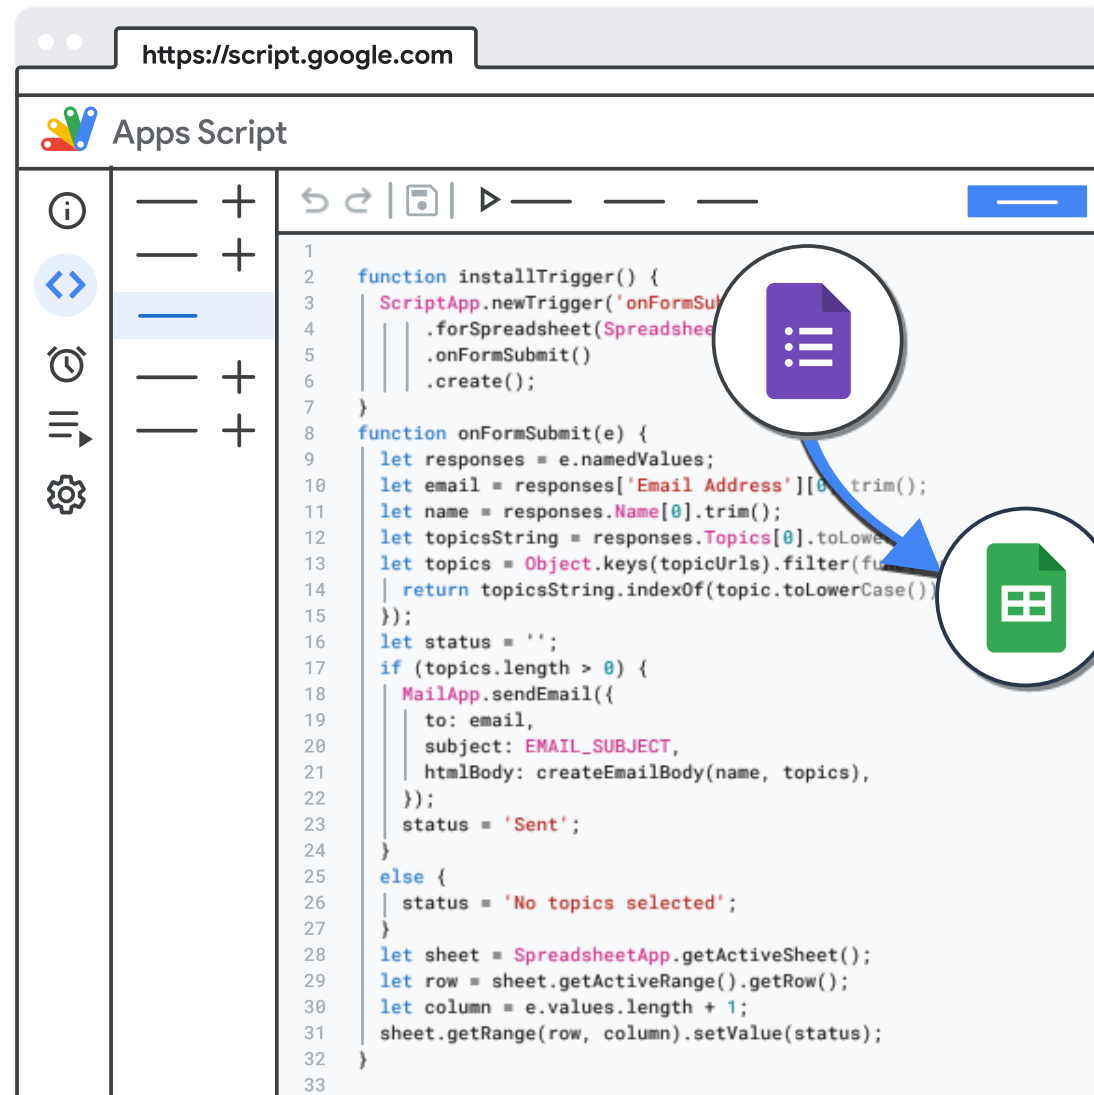 https://script.google.com
Apps Script
1
2 function installTrigger() {
3 ScriptApp.newTrigger('onFormSu
4 .forSpreadsheet(Spreadshee
5 .onFormSubmit()
6 .create();
7 }
8 function onFormSubmit(e) {
9 let responses = e.namedValues;
10 let email = responses['Email Address'][0 trim();
11 let name = responses.Name[0].trim();
12 let topicsString = responses.Topics[0].toLowe
13 let topics = Object.keys(topicUrls).filter(fu
14 return topicsString.indexOf(topic.toLowerCase())
15 });
16 let status = '';
17 if (topics.length > 0) {
18 MailApp.sendEmail({
19 to: email,
20 subject: EMAIL_SUBJECT,
21 htmlBody: createEmailBody(name, topics),
22 });
23 status = 'Sent';
24 }
25 else {
26 status = 'No topics selected';
27 }
28 let sheet = SpreadsheetApp.getActiveSheet();
29 let row = sheet.getActiveRange().getRow();
30 let column = e.values.length + 1;
31 sheet.getRange(row, column).setValue(status);
32 }
33